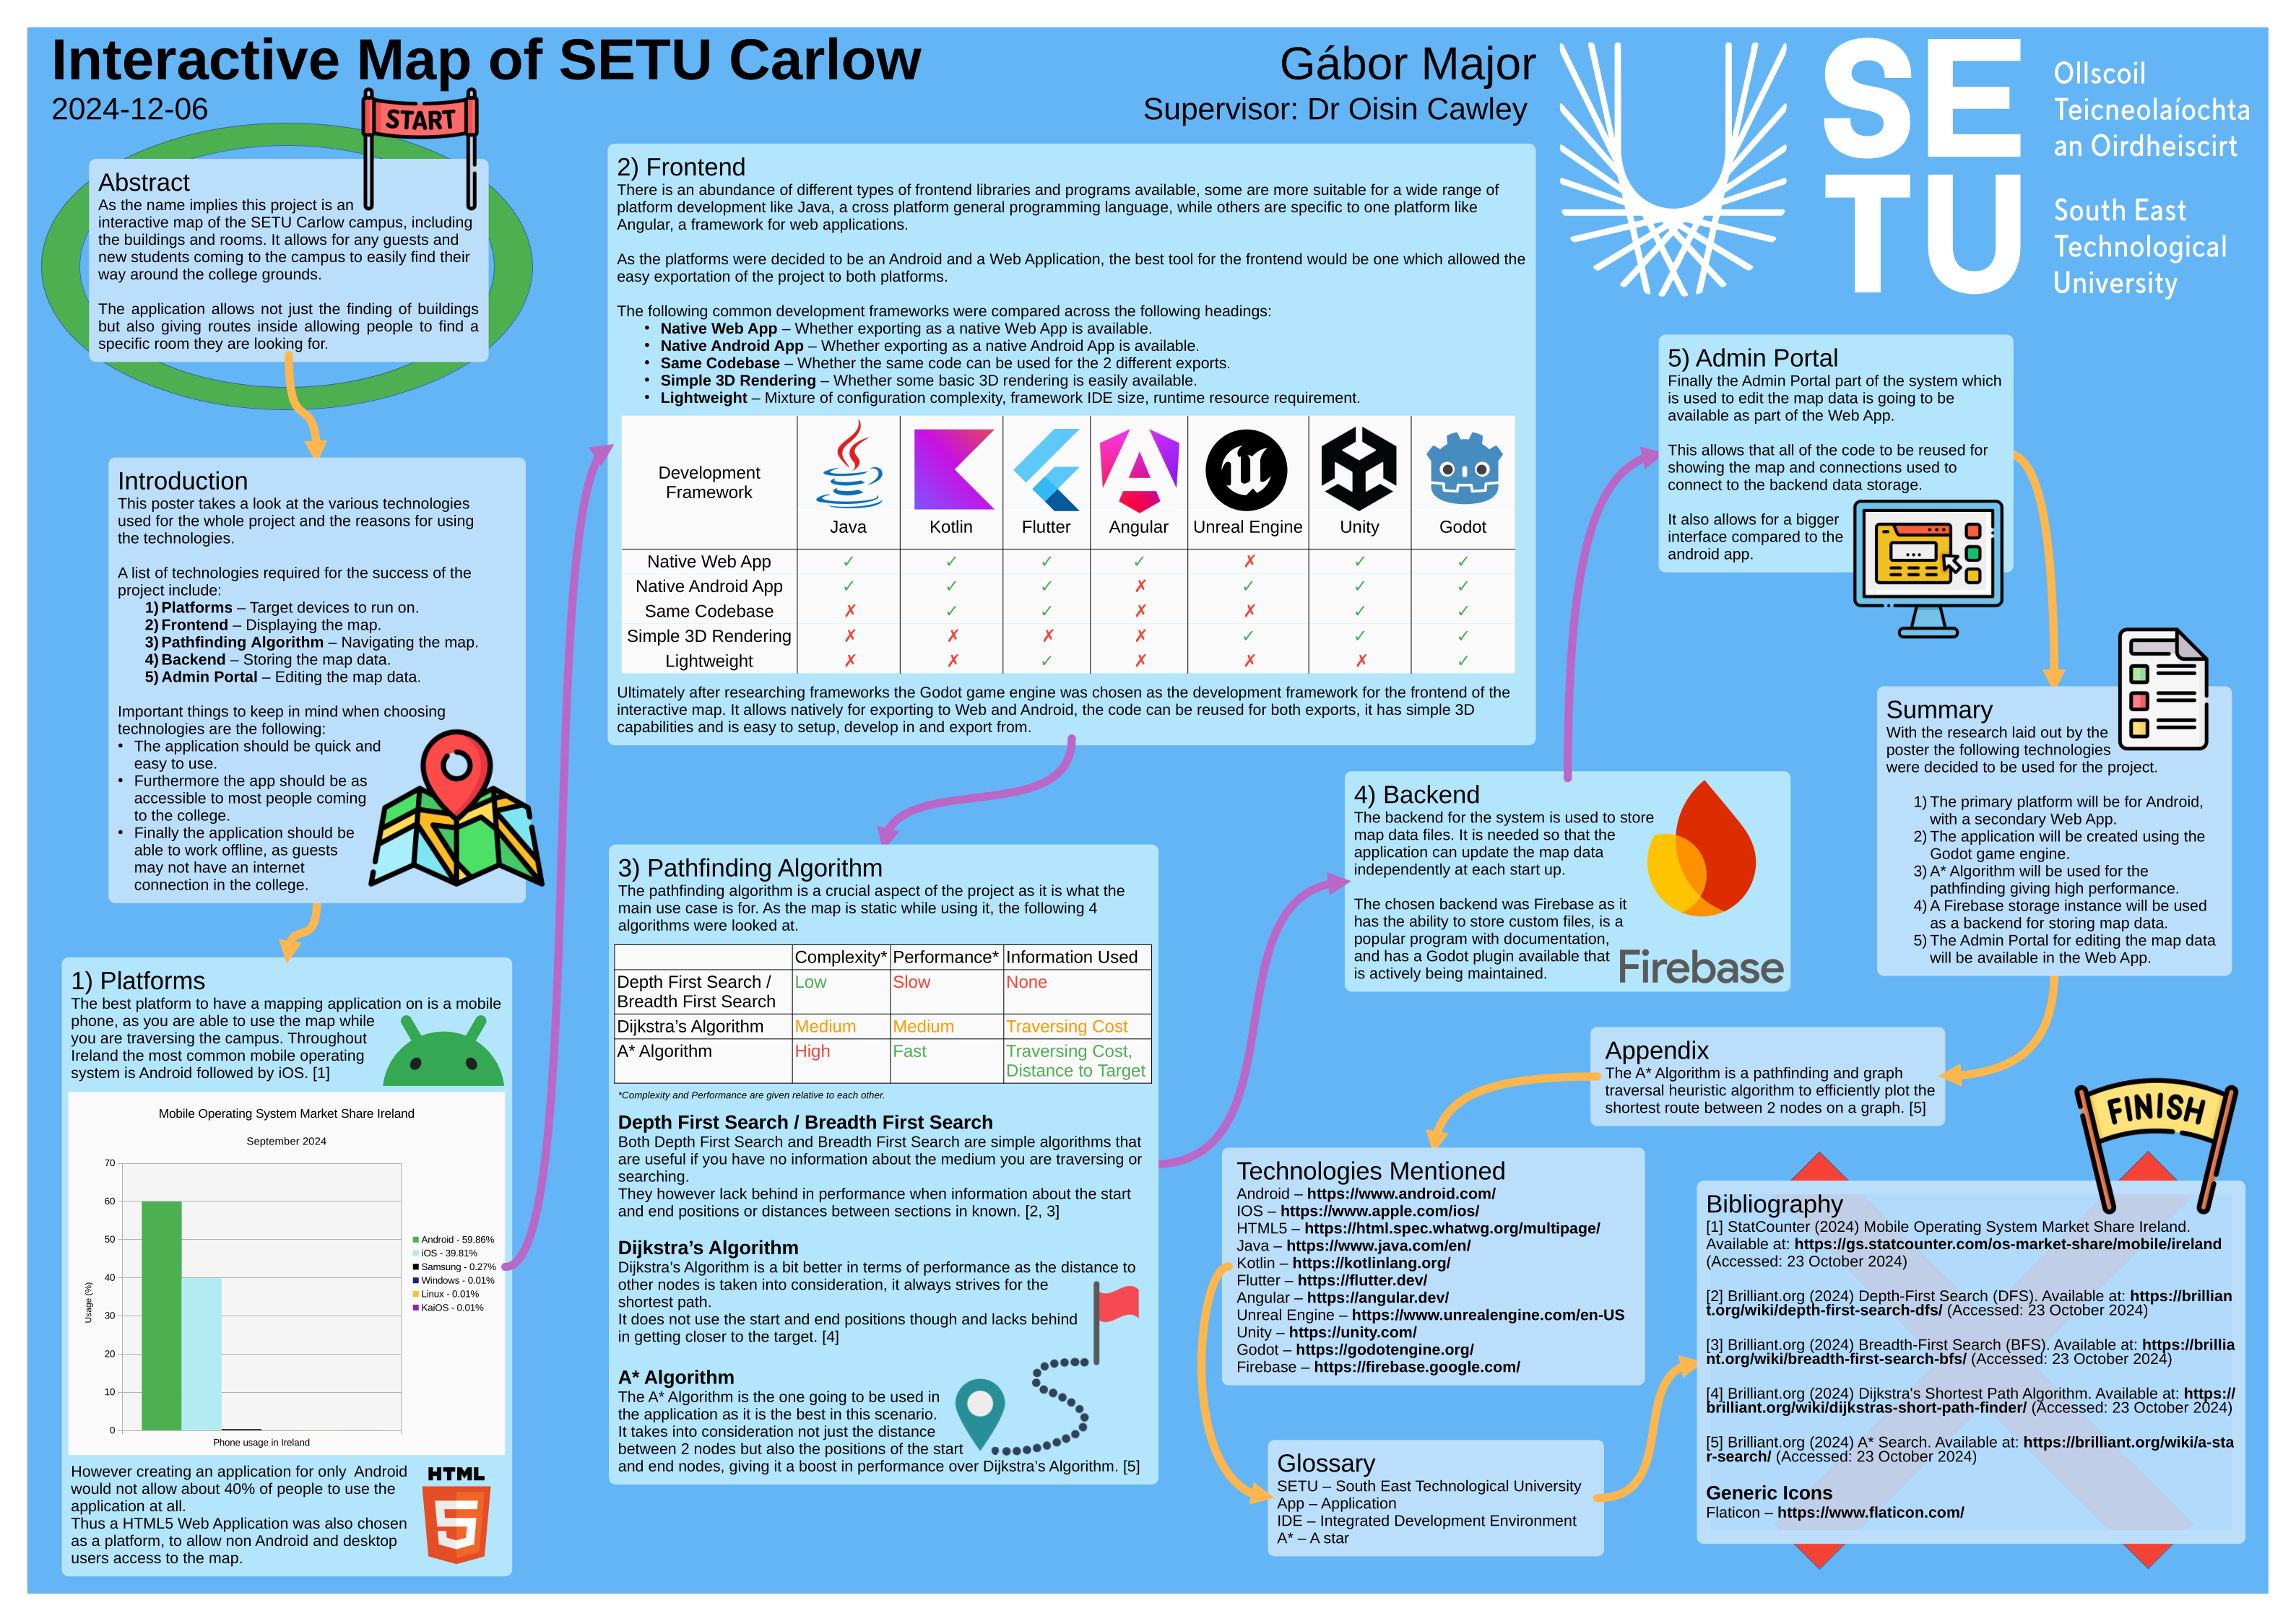 Interactive Map of SETU Carlow
2024-12-06
Gábor Major
Supervisor: Dr Oisin Cawley
SE
TU
Ollscoil
Teicneolaíochta
an Oirdheiscirt
South East
Technological
University
START
Abstract
As the name implies this project is an
interactive map of the SETU Carlow campus, including
the buildings and rooms. It allows for any guests and
new students coming to the campus to easily find their
way around the college grounds.
The application allows not just the finding of buildings
but also giving routes inside allowing people to find a
specific room they are looking for.
Introduction
This poster takes a look at the various technologies
used for the whole project and the reasons for using
the technologies.
A list of technologies required for the success of the
project include:
1) Platforms – Target devices to run on.
2) Frontend – Displaying the map.
3) Pathfinding Algorithm – Navigating the map.
4) Backend – Storing the map data.
5) Admin Portal – Editing the map data.
Important things to keep in mind when choosing
technologies are the following:
• The application should be quick and
easy to use.
• Furthermore the app should be as
accessible to most people coming
to the college.
• Finally the application should be
able to work offline, as guests
may not have an internet
connection in the college.
1) Platforms
The best platform to have a mapping application on is a mobile
phone, as you are able to use the map while
you are traversing the campus. Throughout
Ireland the most common mobile operating
system is Android followed by iOS. [1]
Mobile Operating System Market Share Ireland
September 2024
70
60
50
40
30
20
10
0
Usage (%)
Phone usage in Ireland
Android - 59.86%
iOS - 39.81%
Samsung - 0.27%
Windows - 0.01%
Linux - 0.01%
KaiOS - 0.01%
However creating an application for only  Android
would not allow about 40% of people to use the
application at all.
Thus a HTML5 Web Application was also chosen
as a platform, to allow non Android and desktop
users access to the map.
HTML
5
2) Frontend
There is an abundance of different types of frontend libraries and programs available, some are more suitable for a wide range of
platform development like Java, a cross platform general programming language, while others are specific to one platform like
Angular, a framework for web applications.
As the platforms were decided to be an Android and a Web Application, the best tool for the frontend would be one which allowed the
easy exportation of the project to both platforms.
The following common development frameworks were compared across the following headings:
• Native Web App – Whether exporting as a native Web App is available.
• Native Android App – Whether exporting as a native Android App is available.
• Same Codebase – Whether the same code can be used for the 2 different exports.
• Simple 3D Rendering – Whether some basic 3D rendering is easily available.
• Lightweight – Mixture of configuration complexity, framework IDE size, runtime resource requirement.
Development
Framework
Java Kotlin Flutter Angular Unreal Engine Unity Godot
Native Web App ✓ ✓ ✓ ✓ ✗ ✓ ✓
Native Android App ✓ ✓ ✓ ✗ ✓ ✓ ✓
Same Codebase ✗ ✓ ✓ ✗ ✗ ✓ ✓
Simple 3D Rendering ✗ ✗ ✗ ✗ ✓ ✓ ✓
Lightweight ✗ ✗ ✓ ✗ ✗ ✗ ✓
Ultimately after researching frameworks the Godot game engine was chosen as the development framework for the frontend of the
interactive map. It allows natively for exporting to Web and Android, the code can be reused for both exports, it has simple 3D
capabilities and is easy to setup, develop in and export from.
3) Pathfinding Algorithm
The pathfinding algorithm is a crucial aspect of the project as it is what the
main use case is for. As the map is static while using it, the following 4
algorithms were looked at.
Complexity* Performance* Information Used
Depth First Search / Low Slow None
Breadth First Search
Dijkstra's Algorithm Medium Medium Traversing Cost
A* Algorithm High Fast Traversing Cost,
Distance to Target
*Complexity and Performance are given relative to each other.
Depth First Search / Breadth First Search
Both Depth First Search and Breadth First Search are simple algorithms that
are useful if you have no information about the medium you are traversing or
searching.
They however lack behind in performance when information about the start
and end positions or distances between sections in known. [2, 3]
Dijkstra's Algorithm
Dijkstra's Algorithm is a bit better in terms of performance as the distance to
other nodes is taken into consideration, it always strives for the
shortest path.
It does not use the start and end positions though and lacks behind
in getting closer to the target. [4]
A* Algorithm
The A* Algorithm is the one going to be used in
the application as it is the best in this scenario.
It takes into consideration not just the distance
between 2 nodes but also the positions of the start
and end nodes, giving it a boost in performance over Dijkstra's Algorithm. [5]
4) Backend
The backend for the system is used to store
map data files. It is needed so that the
application can update the map data
independently at each start up.
The chosen backend was Firebase as it
has the ability to store custom files, is a
popular program with documentation,
and has a Godot plugin available that
is actively being maintained.
Firebase
5) Admin Portal
Finally the Admin Portal part of the system which
is used to edit the map data is going to be
available as part of the Web App.
This allows that all of the code to be reused for
showing the map and connections used to
connect to the backend data storage.
It also allows for a bigger
interface compared to the
android app.
Summary
With the research laid out by the
poster the following technologies
were decided to be used for the project.
1) The primary platform will be for Android,
with a secondary Web App.
2) The application will be created using the
Godot game engine.
3) A* Algorithm will be used for the
pathfinding giving high performance.
4) A Firebase storage instance will be used
as a backend for storing map data.
5) The Admin Portal for editing the map data
will be available in the Web App.
Appendix
The A* Algorithm is a pathfinding and graph
traversal heuristic algorithm to efficiently plot the
shortest route between 2 nodes on a graph. [5]
Technologies Mentioned
Android – https://www.android.com/
IOS – https://www.apple.com/ios/
HTML5 – https://html.spec.whatwg.org/multipage/
Java – https://www.java.com/en/
Kotlin – https://kotlinlang.org/
Flutter – https://flutter.dev/
Angular – https://angular.dev/
Unreal Engine – https://www.unrealengine.com/en-US
Unity – https://unity.com/
Godot – https://godotengine.org/
Firebase – https://firebase.google.com/
Glossary
SETU – South East Technological University
App – Application
IDE – Integrated Development Environment
A* – A star
FINISH
Bibliography
[1] StatCounter (2024) Mobile Operating System Market Share Ireland.
Available at: https://gs.statcounter.com/os-market-share/mobile/ireland
(Accessed: 23 October 2024)
[2] Brilliant.org (2024) Depth-First Search (DFS). Available at: https://brillian
t.org/wiki/depth-first-search-dfs/ (Accessed: 23 October 2024)
[3] Brilliant.org (2024) Breadth-First Search (BFS). Available at: https://brillia
nt.org/wiki/breadth-first-search-bfs/ (Accessed: 23 October 2024)
[4] Brilliant.org (2024) Dijkstra's Shortest Path Algorithm. Available at: https://
brilliant.org/wiki/dijkstras-short-path-finder/ (Accessed: 23 October 2024)
[5] Brilliant.org (2024) A* Search. Available at: https://brilliant.org/wiki/a-sta
r-search/ (Accessed: 23 October 2024)
Generic Icons
Flaticon – https://www.flaticon.com/